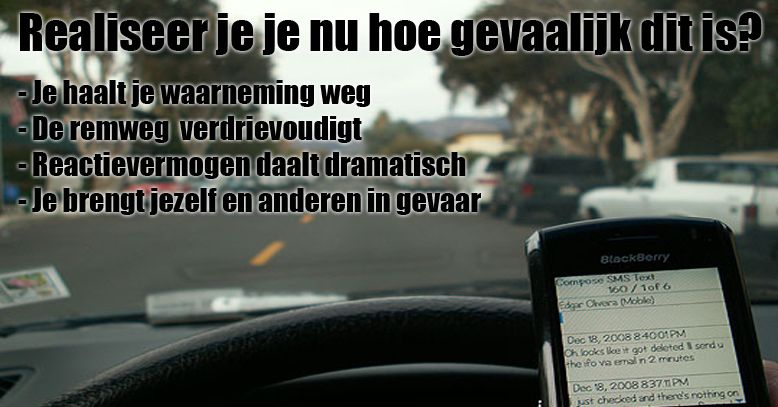 Realiseer je je nu hoe gevaalijk dit is?
- Je haalt je waarneming weg
- De remweg verdrievoudigt
- Reactievermogen daalt dramatisch
- Je brengt jezelf en anderen in gevaar
BlackBerry
Compose SMS Text
160 / 1 of 6
Edgar Oliveira (Mobile)
Dec 18, 2008 8:40:01 PM
Oh looks like it got deleted I'll send u
the ifo via email in 2 minutes
Dec 18, 2008 8:37:11 PM
I just checked and there's nothing on